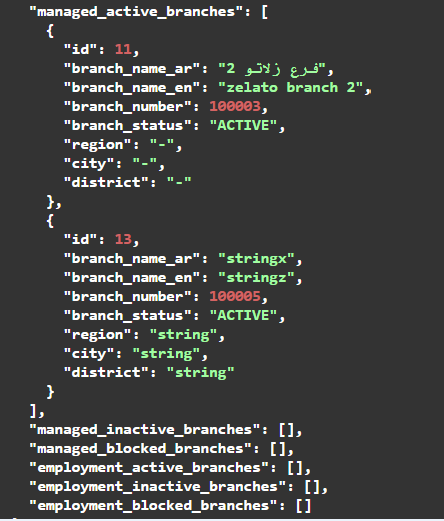 "managed_active_branches": [
{
"id": 11,
"branch_name_ar": "فرع زلاتو 2",
"branch_name_en": "zelato branch 2",
"branch_number": 100003,
"branch_status": "ACTIVE",
"region": "-",
"city": "-",
"district": "-"
},
{
"id": 13,
"branch_name_ar": "stringx",
"branch_name_en": "stringz",
"branch_number": 100005,
"branch_status": "ACTIVE",
"region": "string",
"city": "string",
"district": "string"
}
],
"managed_inactive_branches": [],
"managed_blocked_branches": [],
"employment_active_branches": [],
"employment_inactive_branches": [],
"employment_blocked_branches": []